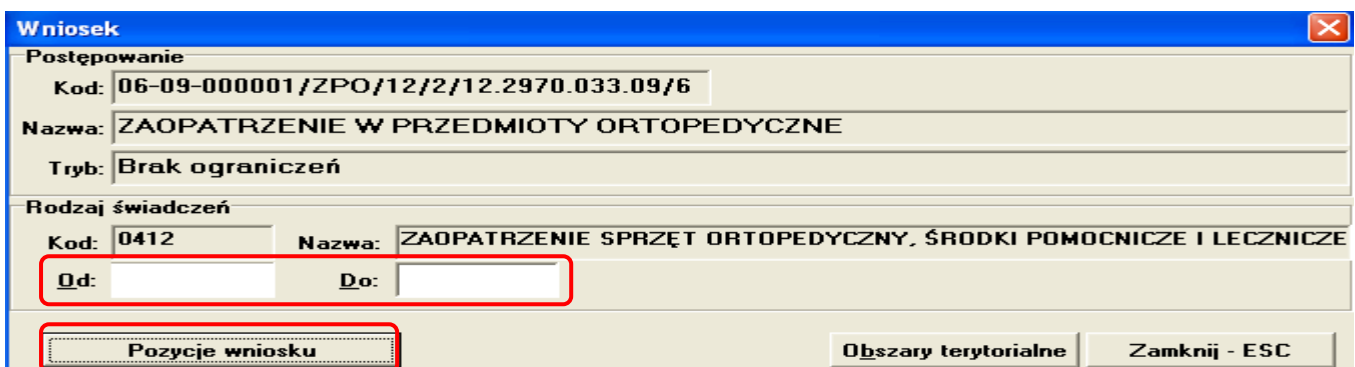 Wniosek
Postępowanie
Kod: 06-09-000001/ZPO/12/2/12.2970.033.09/6
Nazwa: ZAOPATRZENIE W PRZEDMIOTY ORTOPEDYCZNE
Tryb: Brak ograniczeń
Rodzaj świadczeń
Kod: 0412 Nazwa: ZAOPATRZENIE SPRZĘT ORTOPEDYCZNY, ŚRODKI POMOCNICZE I LECZNICZE
Od: Do:
Pozycje wniosku Obszary terytorialne Zamknij - ESC